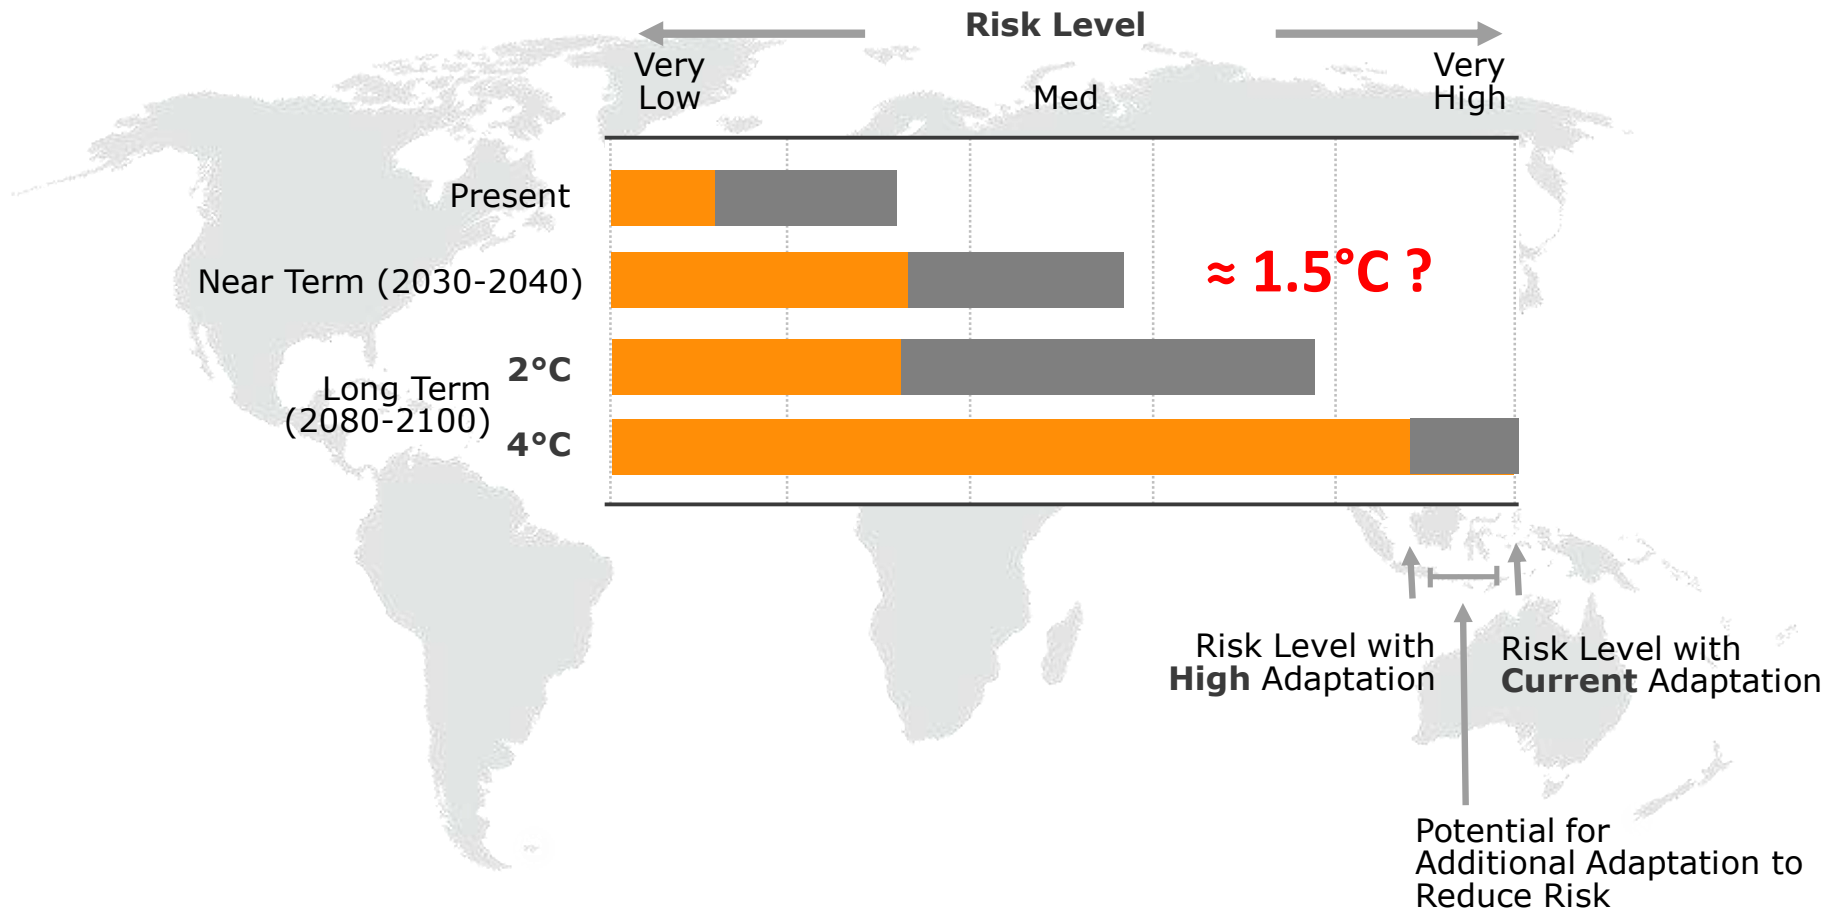 Risk Level
Very
Low
Med
Very
High
Present
Near Term (2030-2040)
≈ 1.5°C ?
Long Term
(2080-2100)
2°C
4°C
Risk Level with
High Adaptation
Risk Level with
Current Adaptation
Potential for
Additional Adaptation to
Reduce Risk